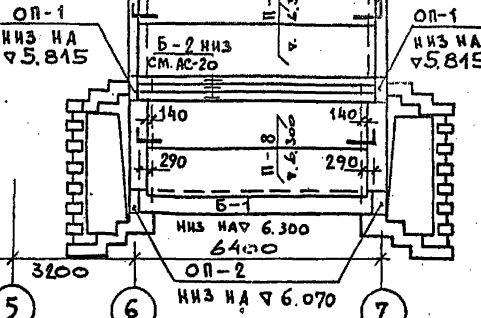 ОП-1
НИЗ НА
▽5.815
Б-2 НИЗ
СМ. АС-20
ОП-1
НИЗ НА
▽5.815
140
140
П-8
▽ 6.300
290
290
Б-1
НИЗ НА▽ 6.300
6400
3200
ОП-2
НИЗ НА ▽ 6.070
5
6
7